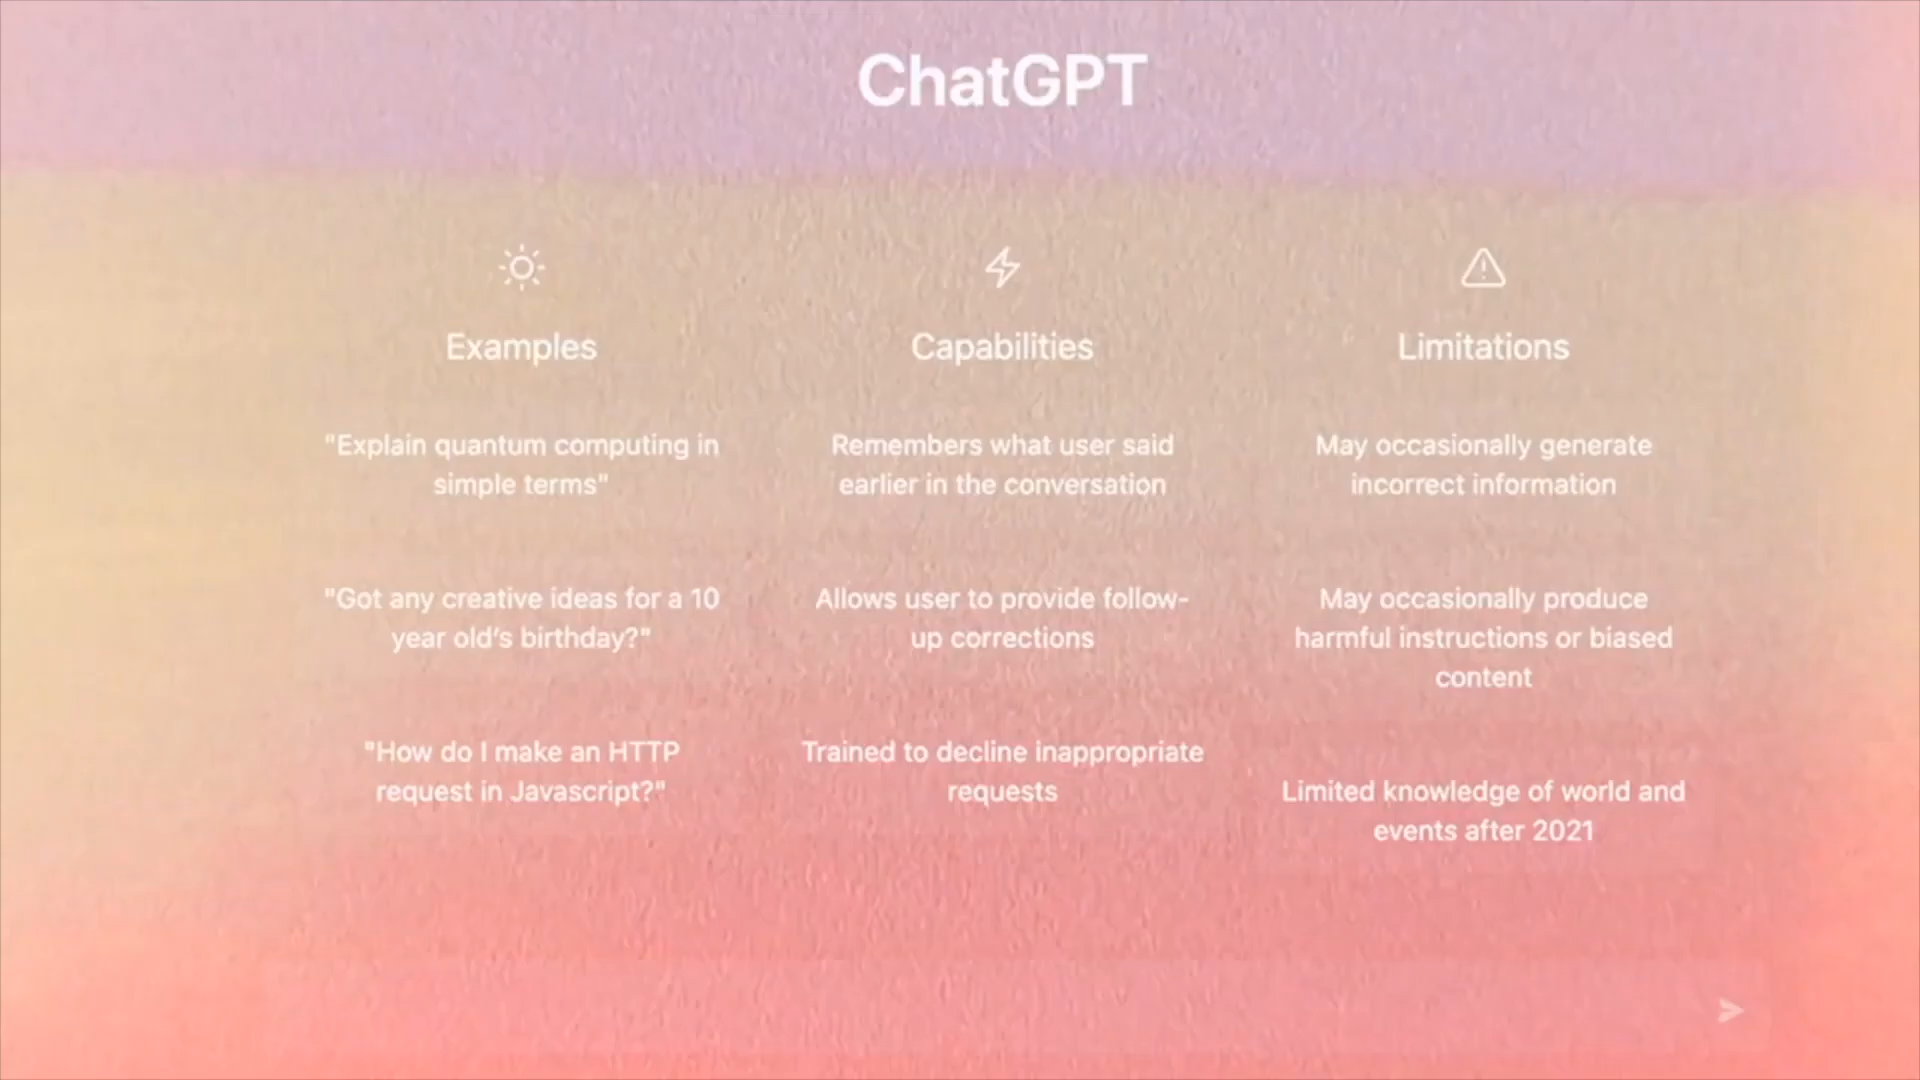 ChatGPT
Examples
"Explain quantum computing in
simple terms"
"Got any creative ideas for a 10
year old's birthday?"
"How do I make an HTTP
request in Javascript?"
Capabilities
Remembers what user said
earlier in the conversation
Allows user to provide follow-
up corrections
Trained to decline inappropriate
requests
Limitations
May occasionally generate
incorrect information
May occasionally produce
harmful instructions or biased
content
Limited knowledge of world and
events after 2021